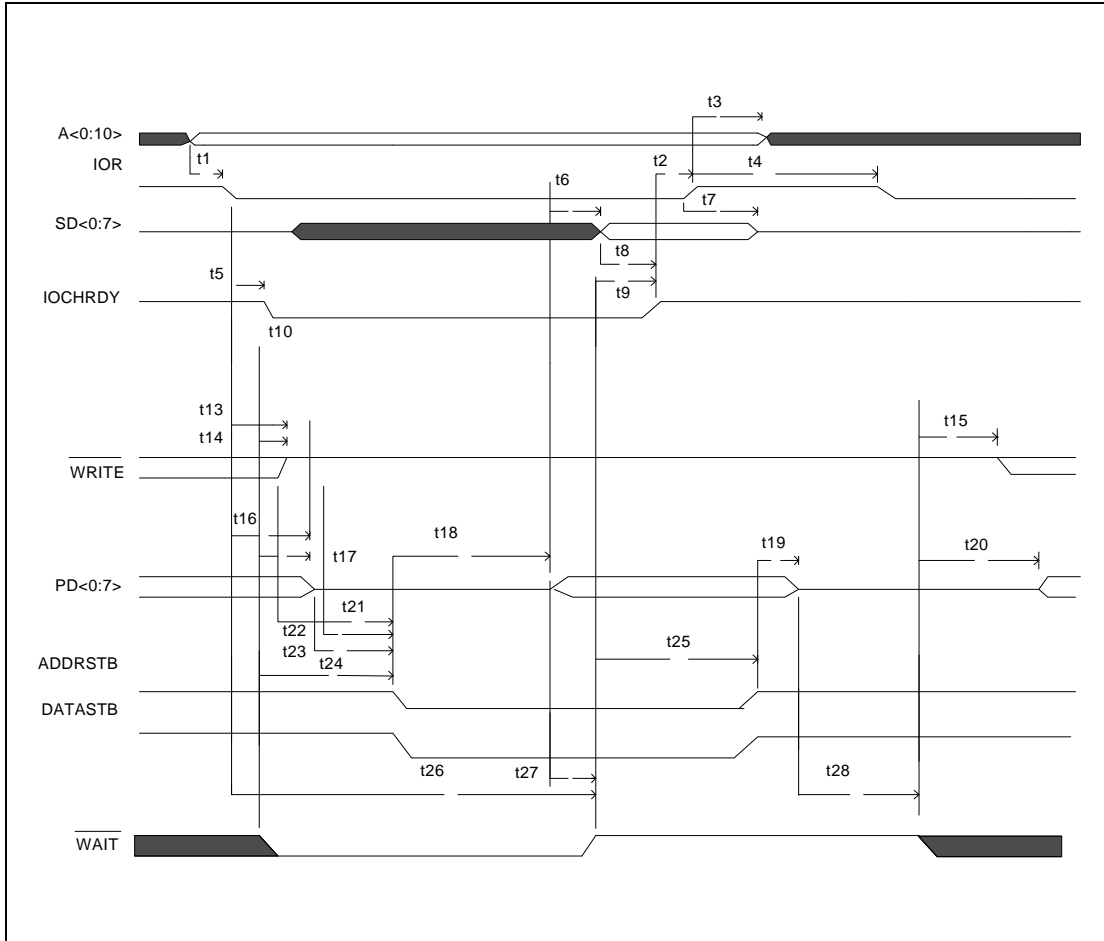 t3
A<0:10>
t1
t2
t4
IOR
t6
t7
SD<0:7>
t8
t5
t9
IOCHRDY
t10
t13
t14
t15
WRITE
t16
t18
t17
t19
t20
PD<0:7>
t21
t22
t23
t24
t25
ADDRSTB
DATASTB
t26
t27
t28
WAIT